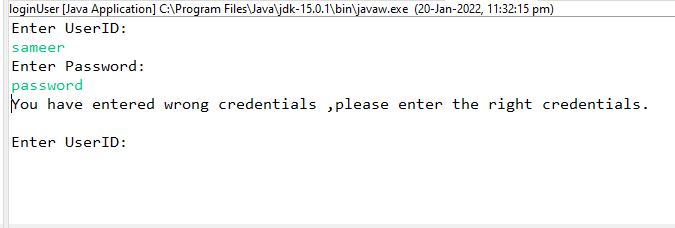 loginUser [Java Application] C:\Program Files\Java\jdk-15.0.1\bin\javaw.exe (20-Jan-2022, 11:32:15 pm)
Enter UserID:
sameer
Enter Password:
password
You have entered wrong credentials ,please enter the right credentials.
Enter UserID: